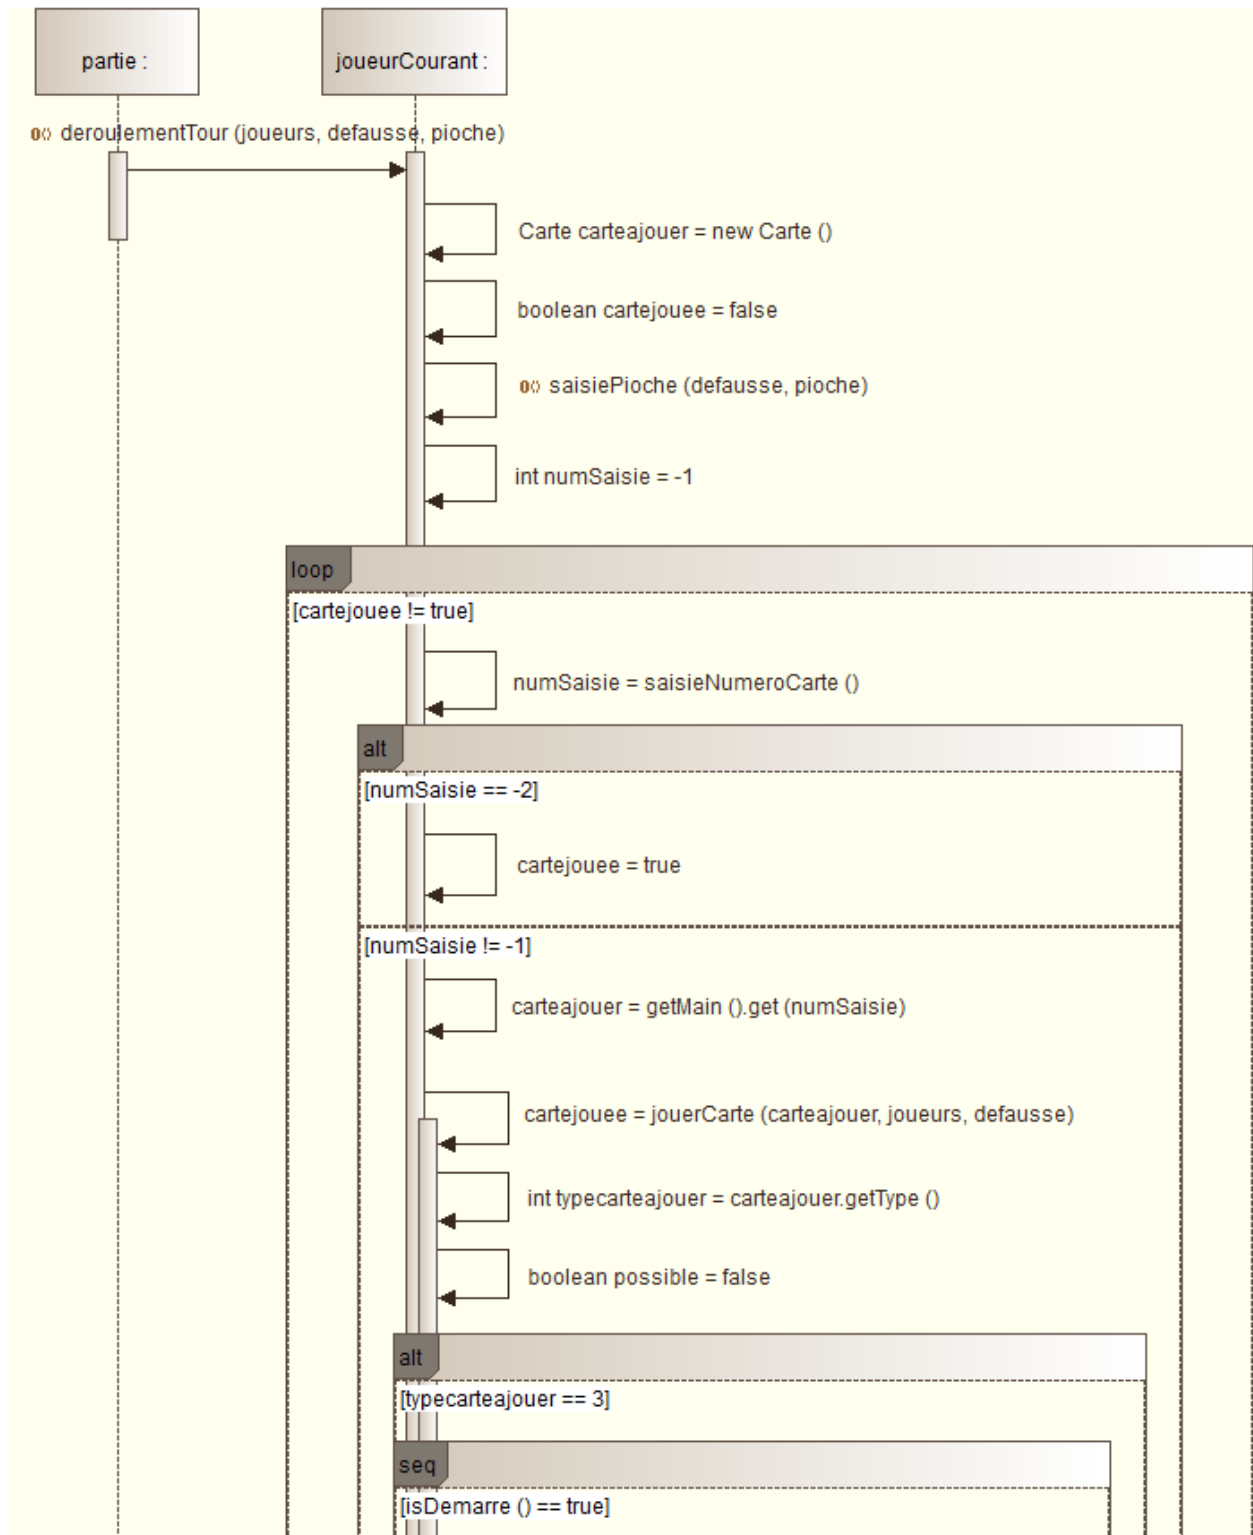 partie :
joueurCourant :
deroulementTour (joueurs, defausse, pioche)
Carte carteajouer = new Carte ()
boolean cartejouee = false
saisiePioche (defausse, pioche)
int numSaisie = -1
loop
[cartejouee != true]
numSaisie = saisieNumeroCarte ()
alt
[numSaisie == -2]
cartejouee = true
[numSaisie != -1]
carteajouer = getMain ().get (numSaisie)
cartejouee = jouerCarte (carteajouer, joueurs, defausse)
int typecarteajouer = carteajouer.getType ()
boolean possible = false
alt
[typecarteajouer == 3]
seq
[isDemarre () == true]